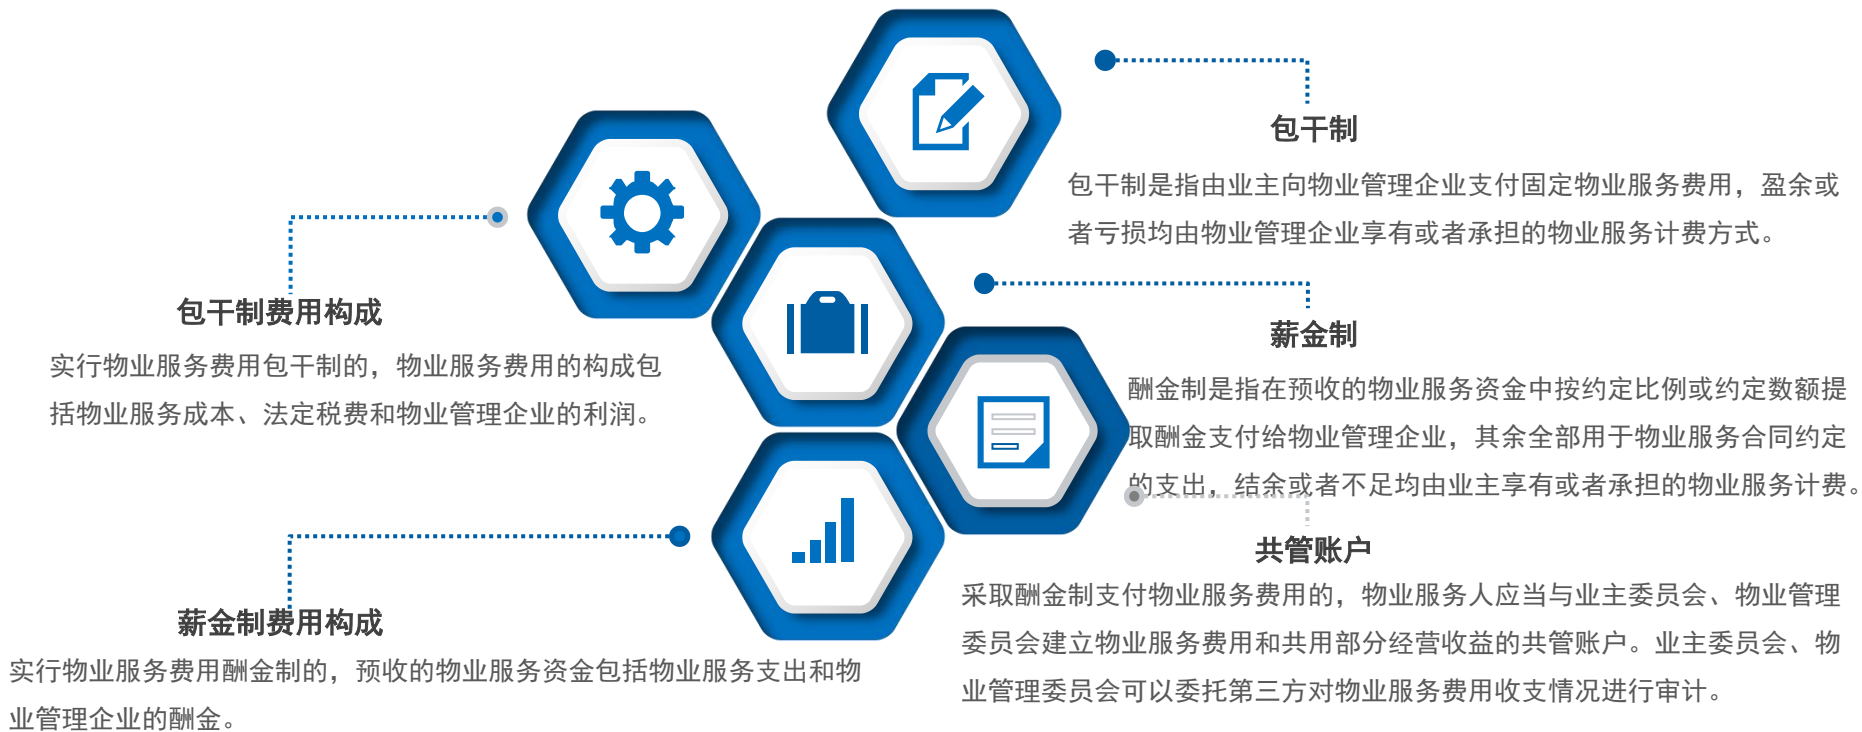 包干制
包干制是指由业主向物业管理企业支付固定物业服务费用，盈余或
者亏损均由物业管理企业享有或者承担的物业服务计费方式。
包干制费用构成
实行物业服务费用包干制的，物业服务费用的构成包
括物业服务成本、法定税费和物业管理企业的利润。
薪金制
酬金制是指在预收的物业服务资金中按约定比例或约定数额提
取酬金支付给物业管理企业，其余全部用于物业服务合同约定
的支出，结余或者不足均由业主享有或者承担的物业服务计费。
共管账户
采取酬金制支付物业服务费用的，物业服务人应当与业主委员会、物业管理
委员会建立物业服务费用和共用部分经营收益的共管账户。业主委员会、物
业管理委员会可以委托第三方对物业服务费用收支情况进行审计。
薪金制费用构成
实行物业服务费用酬金制的，预收的物业服务资金包括物业服务支出和物
业管理企业的酬金。